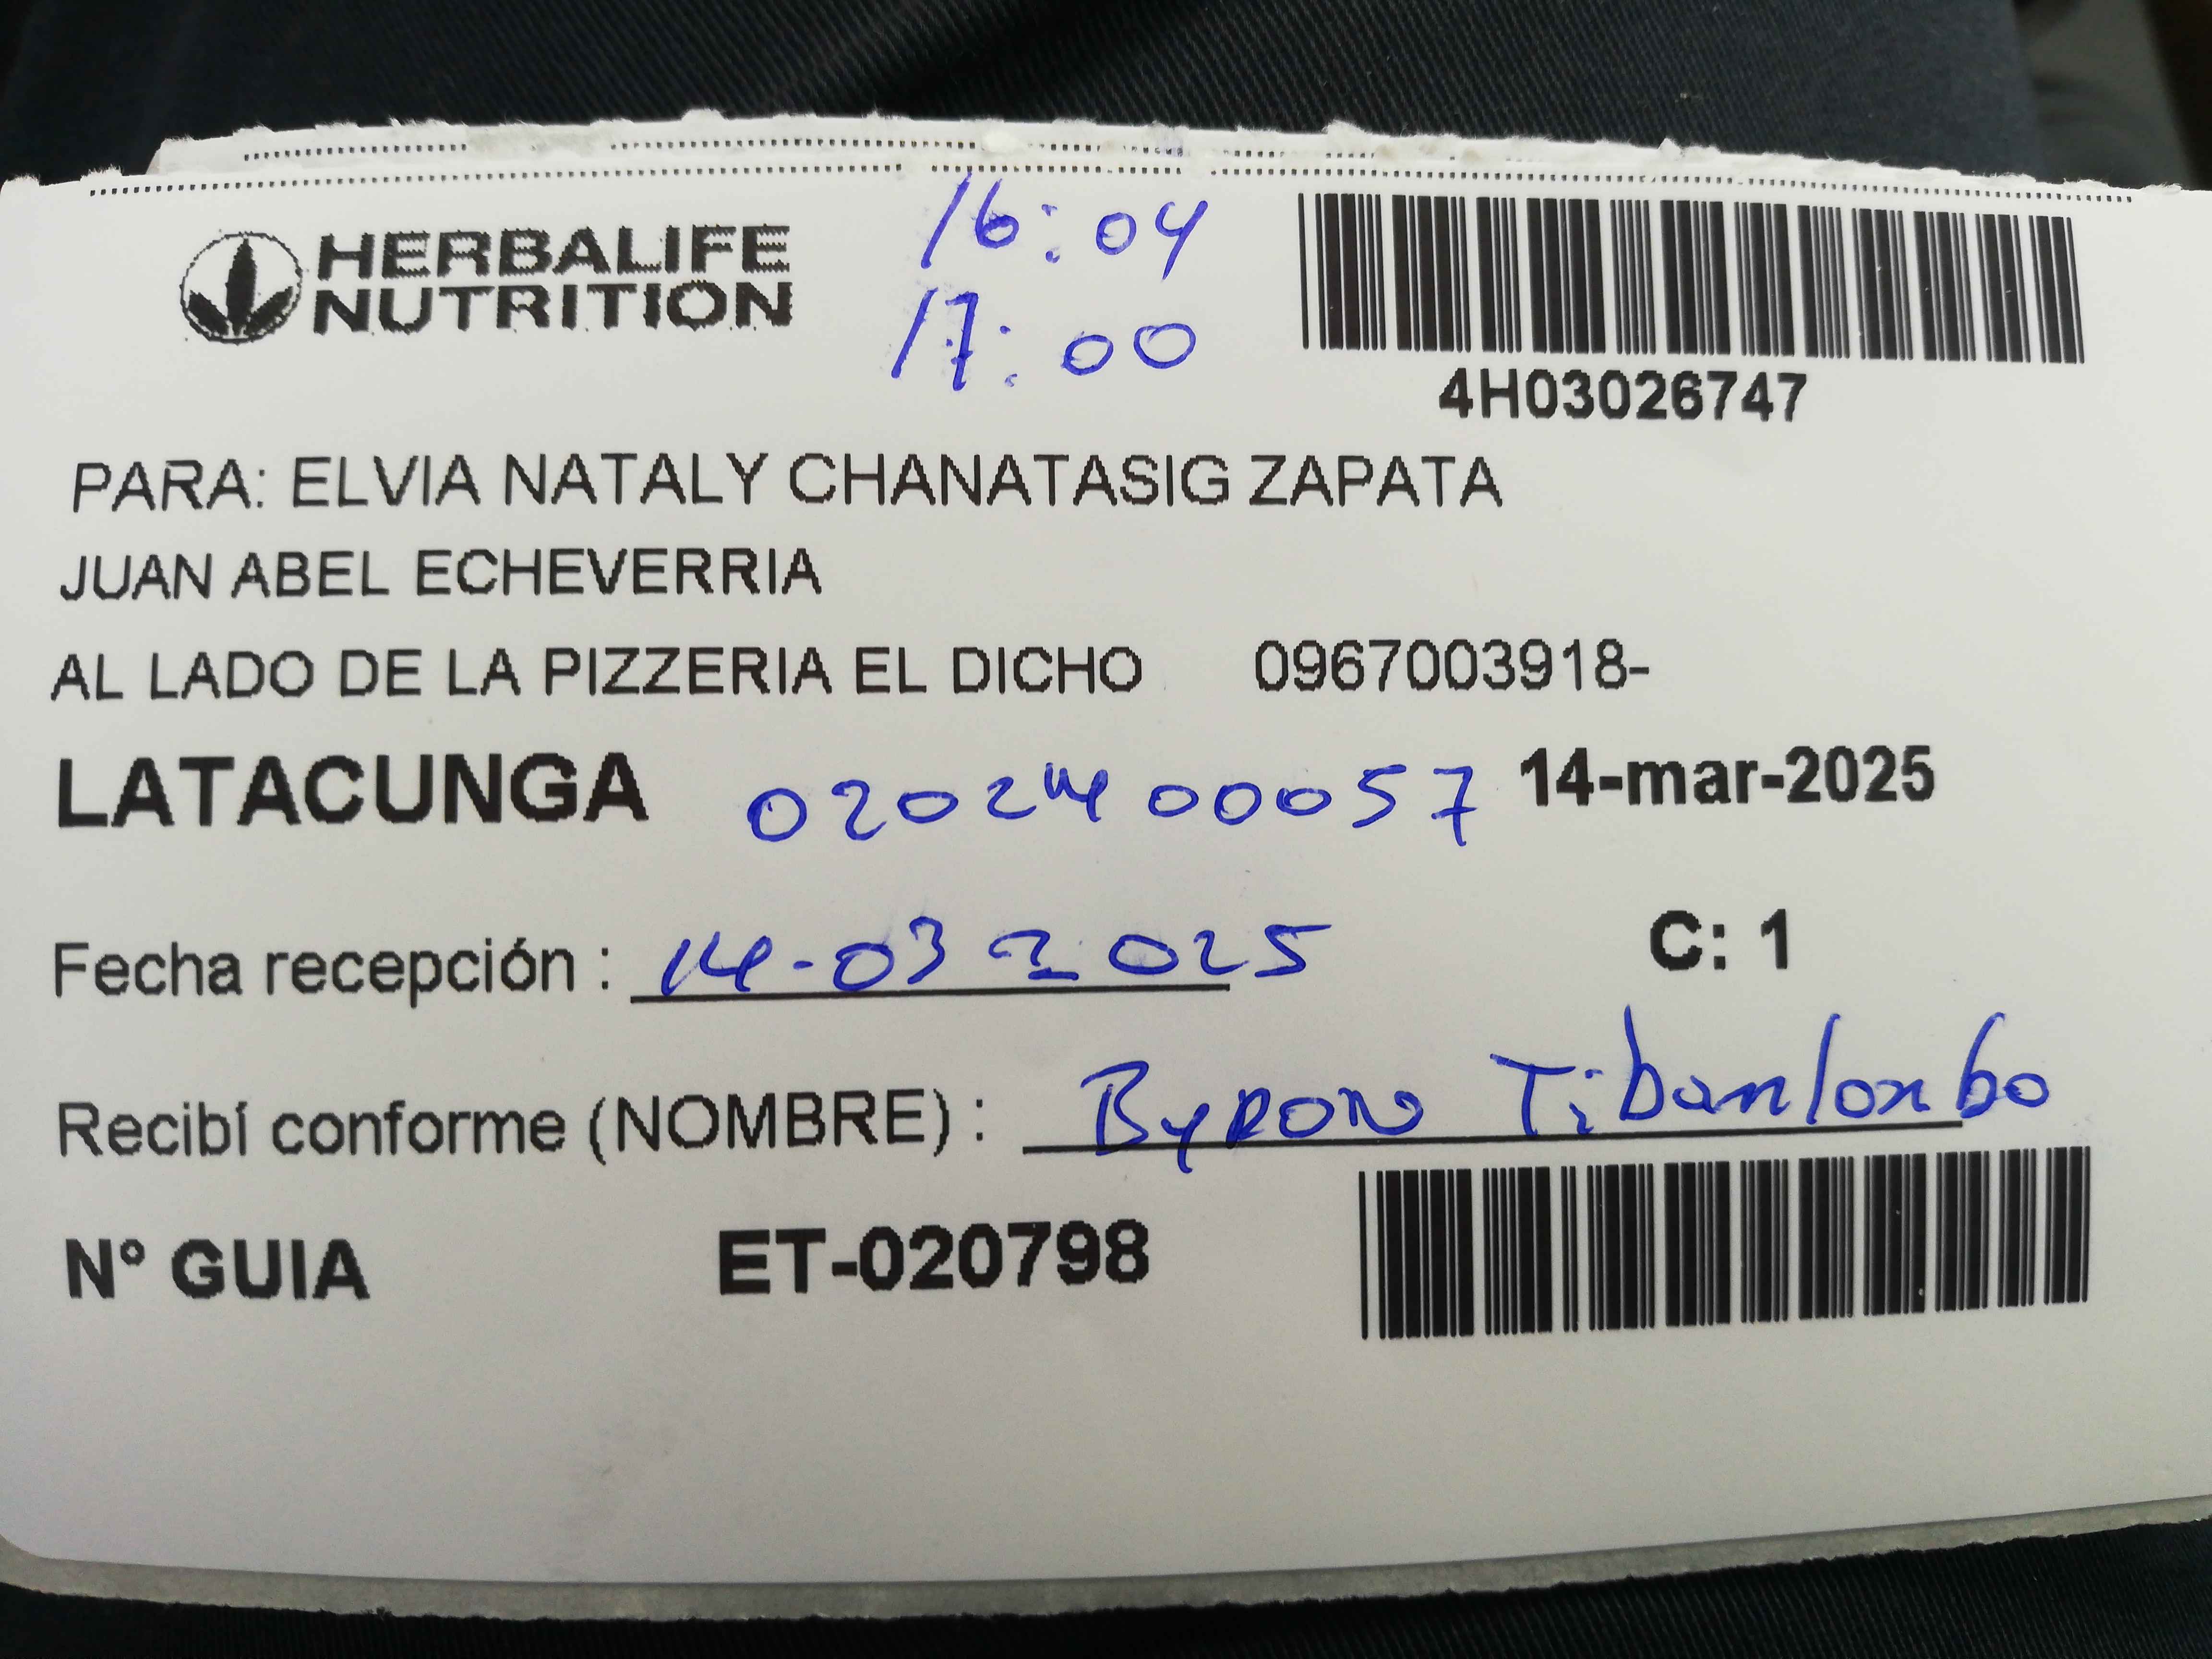 HERBALIFE
NUTRITION
16:04
17:00
4H03026747
PARA: ELVIA NATALY CHANATASIG ZAPATA
JUAN ABEL ECHEVERRIA
AL LADO DE LA PIZZERIA EL DICHO 0967003918-
LATACUNGA 0202400057 14-mar-2025
Fecha recepción : 14-03-2025
C: 1
Recibí conforme (NOMBRE) : Byron Tibanlombo
N° GUIA ET-020798